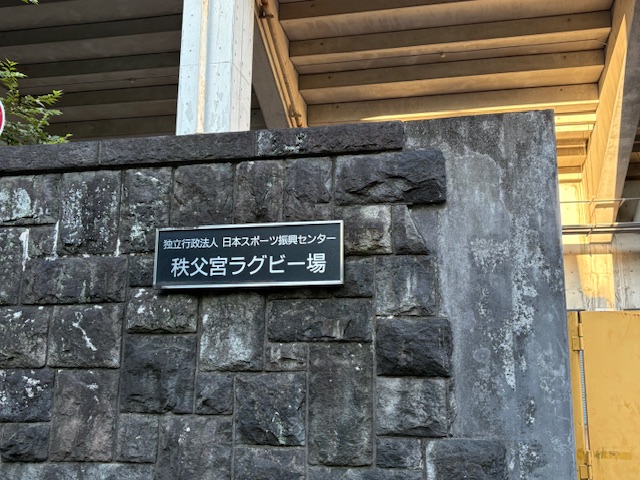 独立行政法人 日本スポーツ振興センター
秩父宮ラグビー場